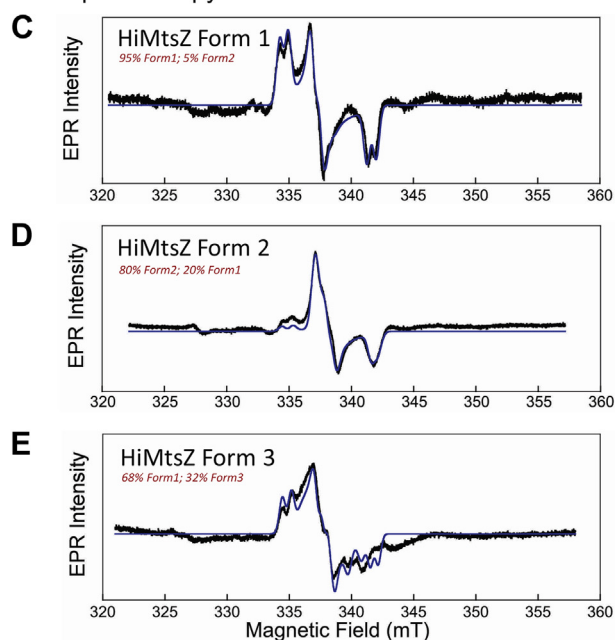 C
HiMtsZ Form 1
95% Form1; 5% Form2
EPR Intensity
320 325 330 335 340 345 350 355 360
D
HiMtsZ Form 2
80% Form2; 20% Form1
EPR Intensity
320 325 330 335 340 345 350 355 360
E
HiMtsZ Form 3
68% Form1; 32% Form3
EPR Intensity
320 325 330 335 340 345 350 355 360
Magnetic Field (mT)